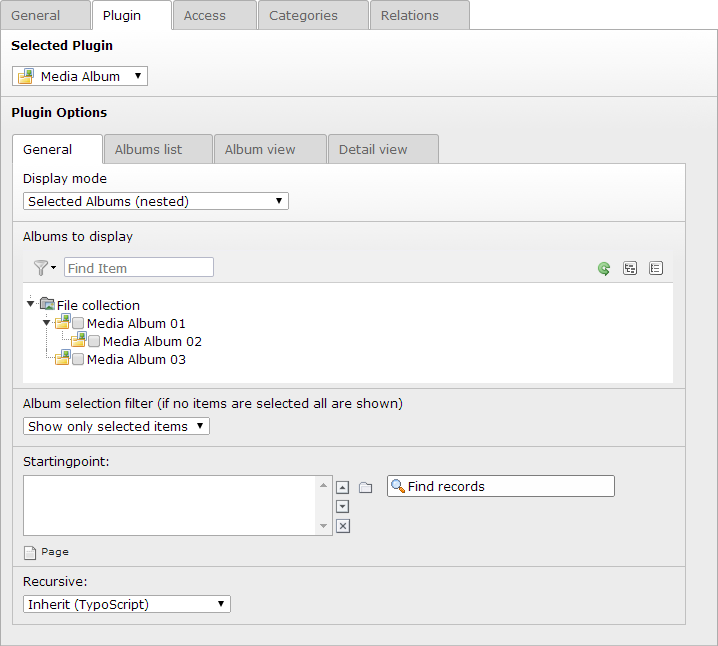 General Plugin Access Categories Relations
Selected Plugin
Media Album
Plugin Options
General Albums list Album view Detail view
Display mode
Selected Albums (nested)
Albums to display
Find Item
File collection
Media Album 01
Media Album 02
Media Album 03
Album selection filter (if no items are selected all are shown)
Show only selected items
Startingpoint:
Find records
Page
Recursive:
Inherit (TypoScript)